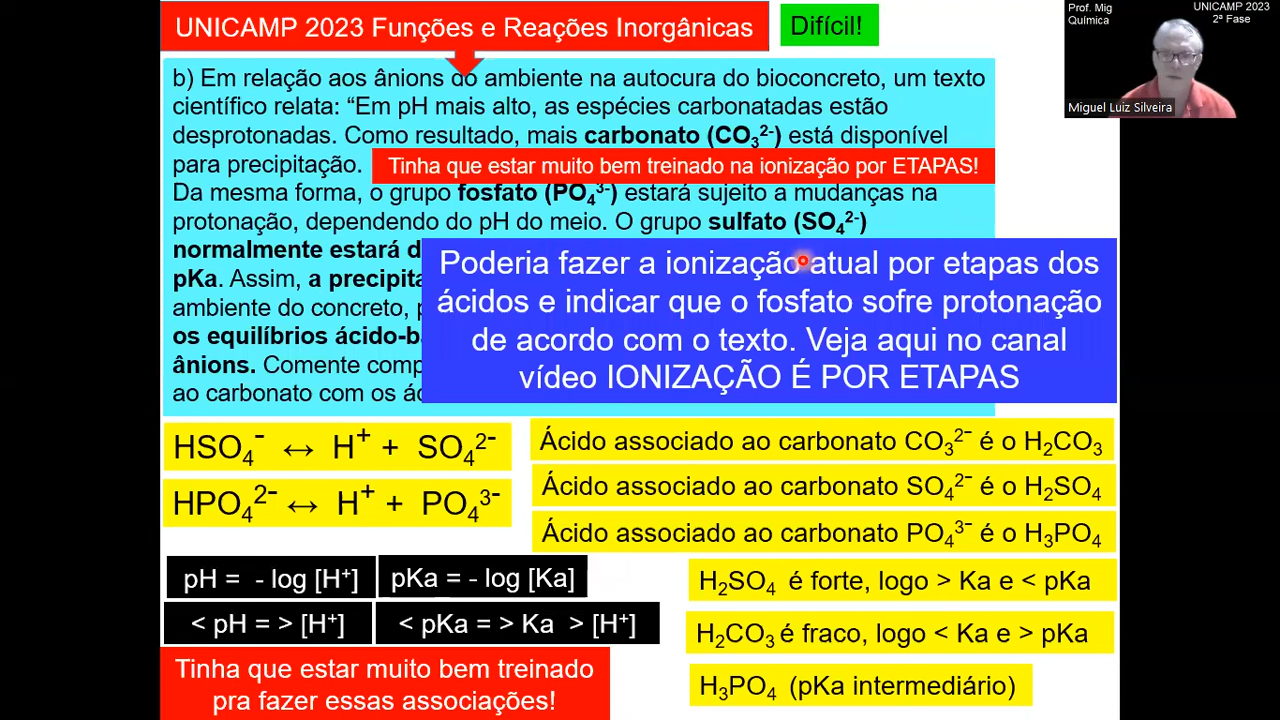 UNICAMP 2023 Funções e Reações Inorgânicas
Difícil!
Prof. Mig
Química
UNICAMP 2023
2ª Fase
Miguel Luiz Silveira
b) Em relação aos ânions do ambiente na autocura do bioconcreto, um texto
científico relata: “Em pH mais alto, as espécies carbonatadas estão
desprotonadas. Como resultado, mais carbonato (CO₃²⁻) está disponível
para precipitação.
Tinha que estar muito bem treinado na ionização por ETAPAS!
Da mesma forma, o grupo fosfato (PO₄³⁻) estará sujeito a mudanças na
protonação, dependendo do pH do meio. O grupo sulfato (SO₄²⁻)
normalmente estará d
pKa. Assim, a precipita
ambiente do concreto, p
os equilíbrios ácido-ba
ânions. Comente comp
ao carbonato com os ác
Poderia fazer a ionização atual por etapas dos
ácidos e indicar que o fosfato sofre protonação
de acordo com o texto. Veja aqui no canal
vídeo IONIZAÇÃO É POR ETAPAS
HSO₄⁻ ↔ H⁺ + SO₄²⁻
HPO₄²⁻ ↔ H⁺ + PO₄³⁻
Ácido associado ao carbonato CO₃²⁻ é o H₂CO₃
Ácido associado ao carbonato SO₄²⁻ é o H₂SO₄
Ácido associado ao carbonato PO₄³⁻ é o H₃PO₄
pH = - log [H⁺]
pKa = - log [Ka]
< pH = > [H⁺]
< pKa = > Ka > [H⁺]
H₂SO₄ é forte, logo > Ka e < pKa
H₂CO₃ é fraco, logo < Ka e > pKa
H₃PO₄ (pKa intermediário)
Tinha que estar muito bem treinado
pra fazer essas associações!